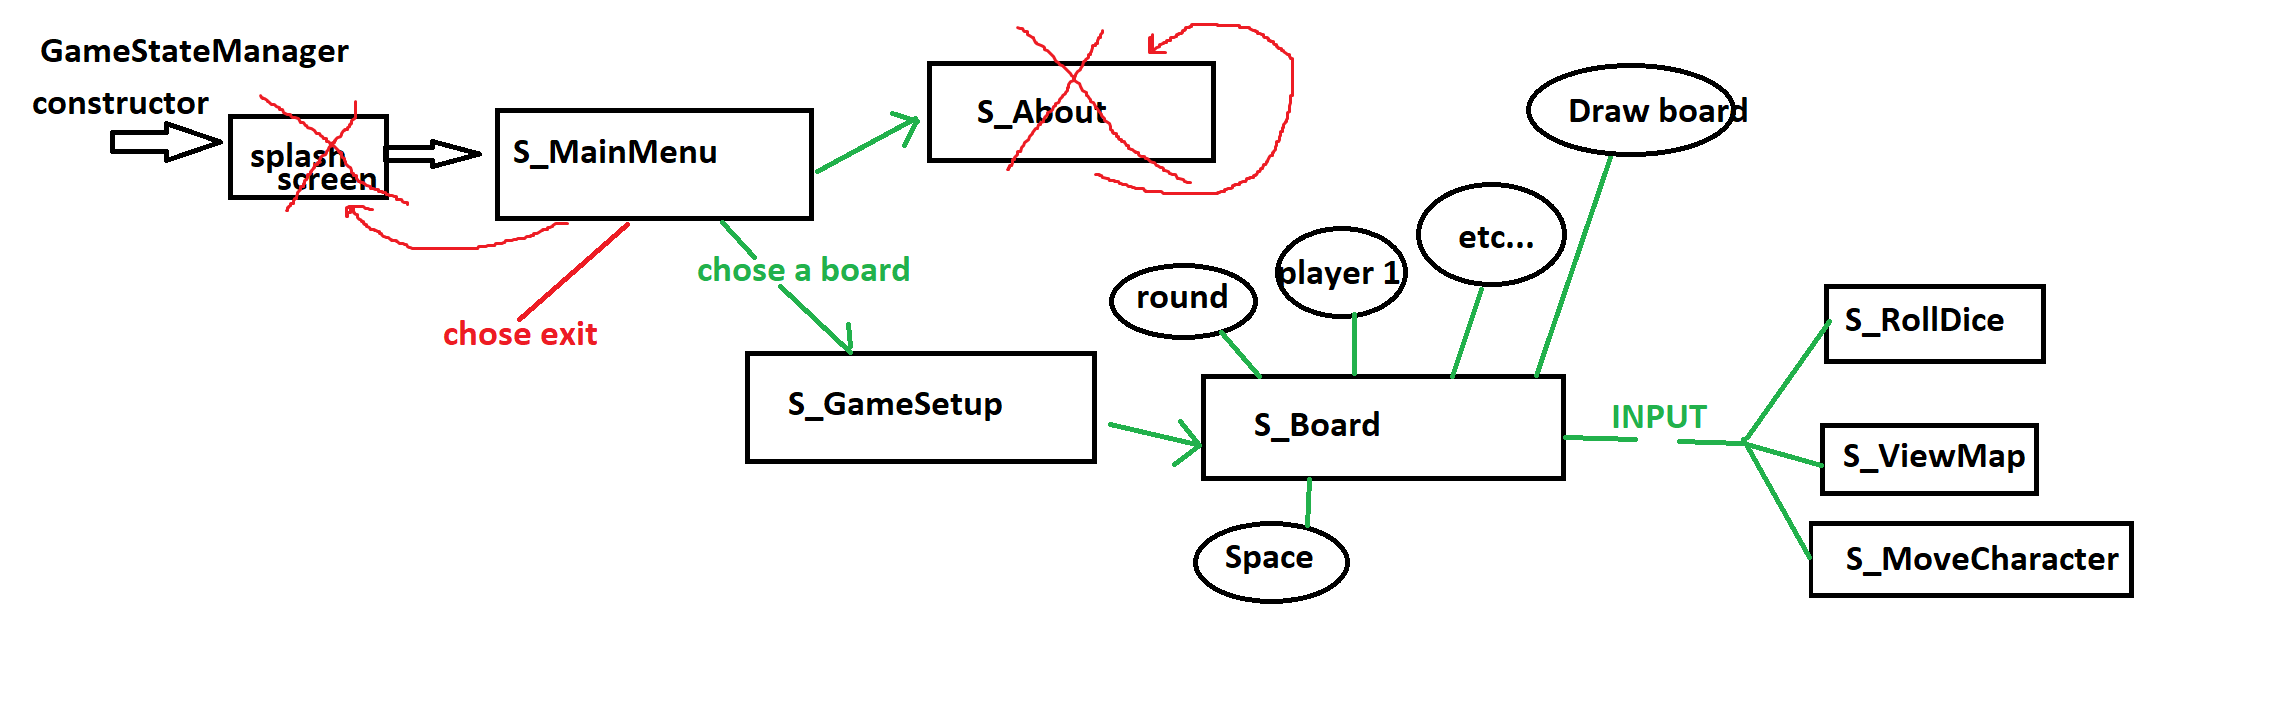 GameStateManager
constructor
splash
screen
S_MainMenu
S_About
Draw board
etc...
player 1
round
chose a board
chose exit
S_GameSetup
S_Board
INPUT
S_RollDice
S_ViewMap
S_MoveCharacter
Space